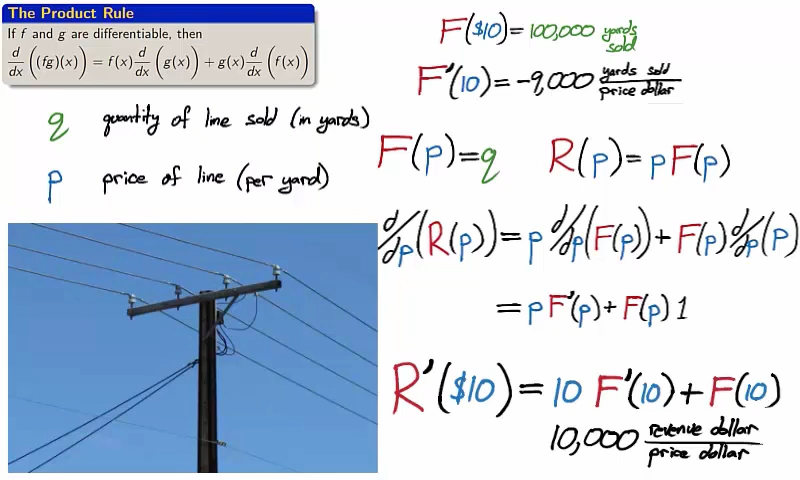 The Product Rule
If f and g are differentiable, then
d/dx ((fg)(x)) = f(x) d/dx (g(x)) + g(x) d/dx (f(x))
q quantity of line sold (in yards)
p price of line (per yard)
F($10) = 100,000 yards sold
F'(10) = -9,000 yards sold / price dollar
F(p) = q R(p) = p F(p)
d/dp (R(p)) = p d/dp (F(p)) + F(p) d/dp (p)
= p F'(p) + F(p) 1
R'($10) = 10 F'(10) + F(10)
10,000 revenue dollar / price dollar